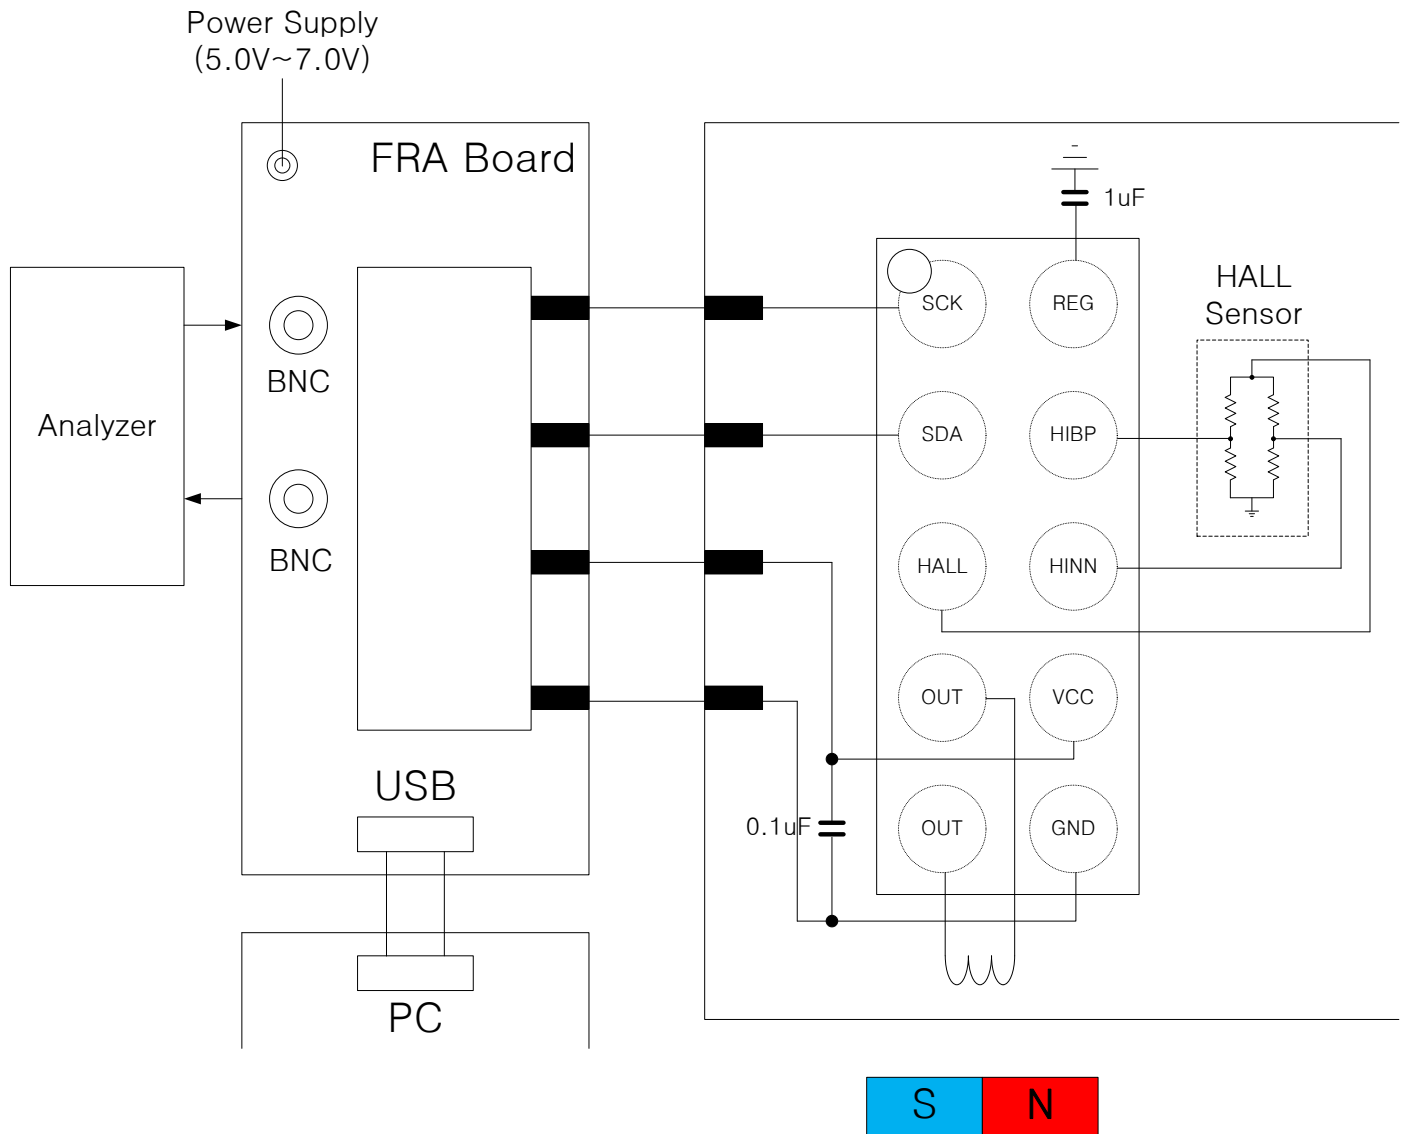 Power Supply
(5.0V~7.0V)
FRA Board
Analyzer
BNC
BNC
USB
PC
1uF
SCK
REG
HALL
Sensor
SDA
HIBP
HALL
HINN
OUT
VCC
0.1uF
OUT
GND
S
N